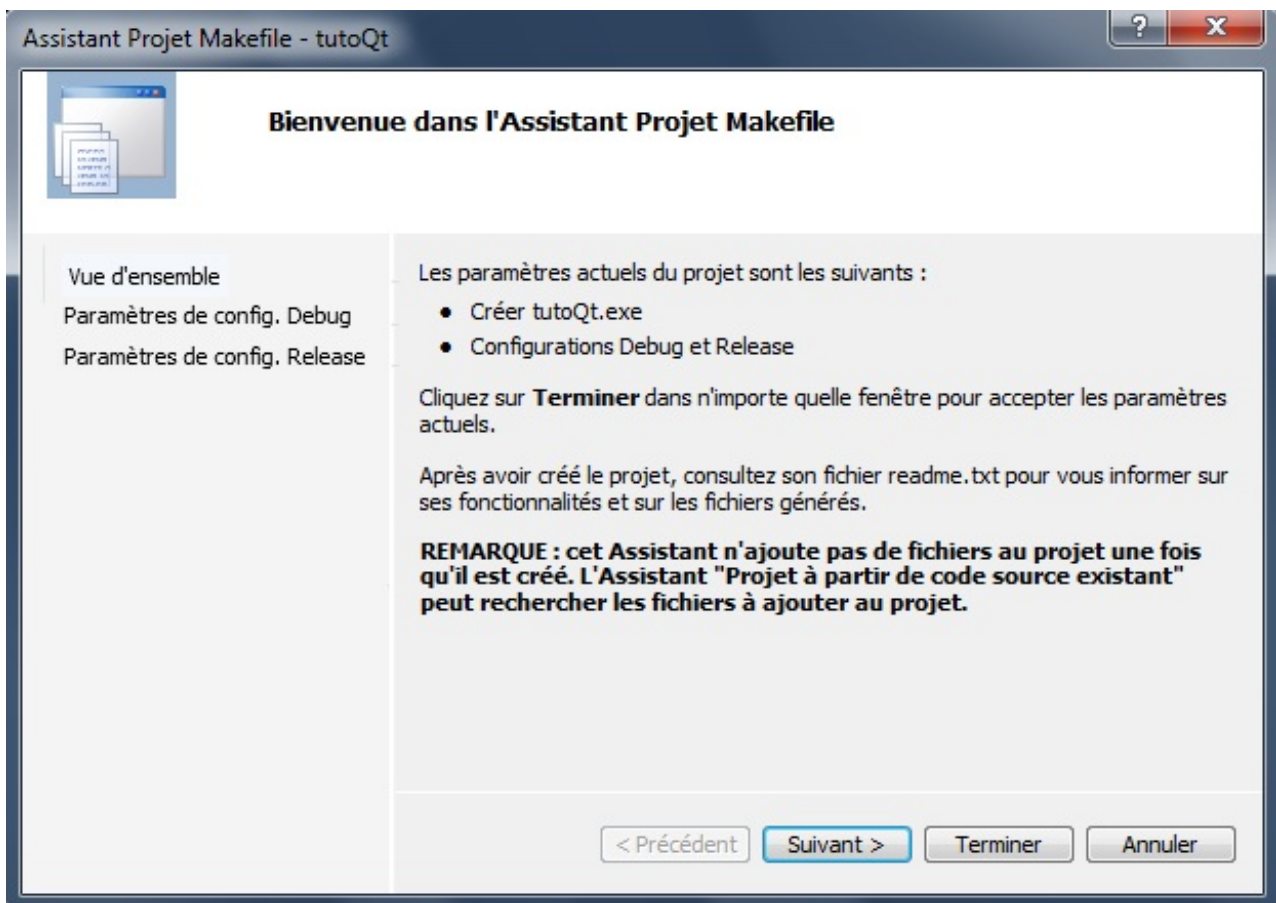 Assistant Projet Makefile - tutoQt
?
X
Bienvenue dans l'Assistant Projet Makefile
Vue d'ensemble
Paramètres de config. Debug
Paramètres de config. Release
Les paramètres actuels du projet sont les suivants :
● Créer tutoQt.exe
● Configurations Debug et Release
Cliquez sur Terminer dans n'importe quelle fenêtre pour accepter les paramètres
actuels.
Après avoir créé le projet, consultez son fichier readme.txt pour vous informer sur
ses fonctionnalités et sur les fichiers générés.
REMARQUE : cet Assistant n'ajoute pas de fichiers au projet une fois
qu'il est créé. L'Assistant "Projet à partir de code source existant"
peut rechercher les fichiers à ajouter au projet.
< Précédent
Suivant >
Terminer
Annuler